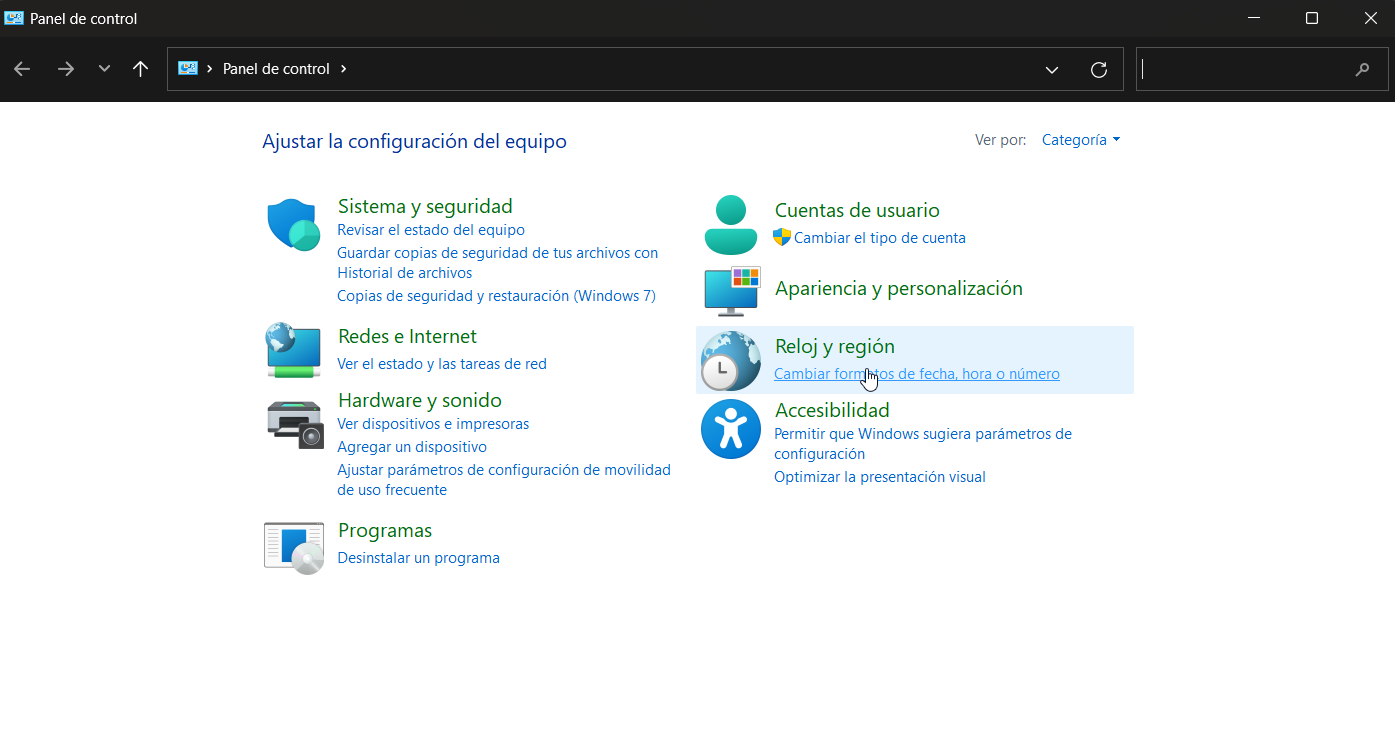 Panel de control
Panel de control
Ajustar la configuración del equipo
Ver por: Categoría
Sistema y seguridad
Revisar el estado del equipo
Guardar copias de seguridad de tus archivos con
Historial de archivos
Copias de seguridad y restauración (Windows 7)
Redes e Internet
Ver el estado y las tareas de red
Hardware y sonido
Ver dispositivos e impresoras
Agregar un dispositivo
Ajustar parámetros de configuración de movilidad
de uso frecuente
Programas
Desinstalar un programa
Cuentas de usuario
Cambiar el tipo de cuenta
Apariencia y personalización
Reloj y región
Cambiar formatos de fecha, hora o número
Accesibilidad
Permitir que Windows sugiera parámetros de
configuración
Optimizar la presentación visual